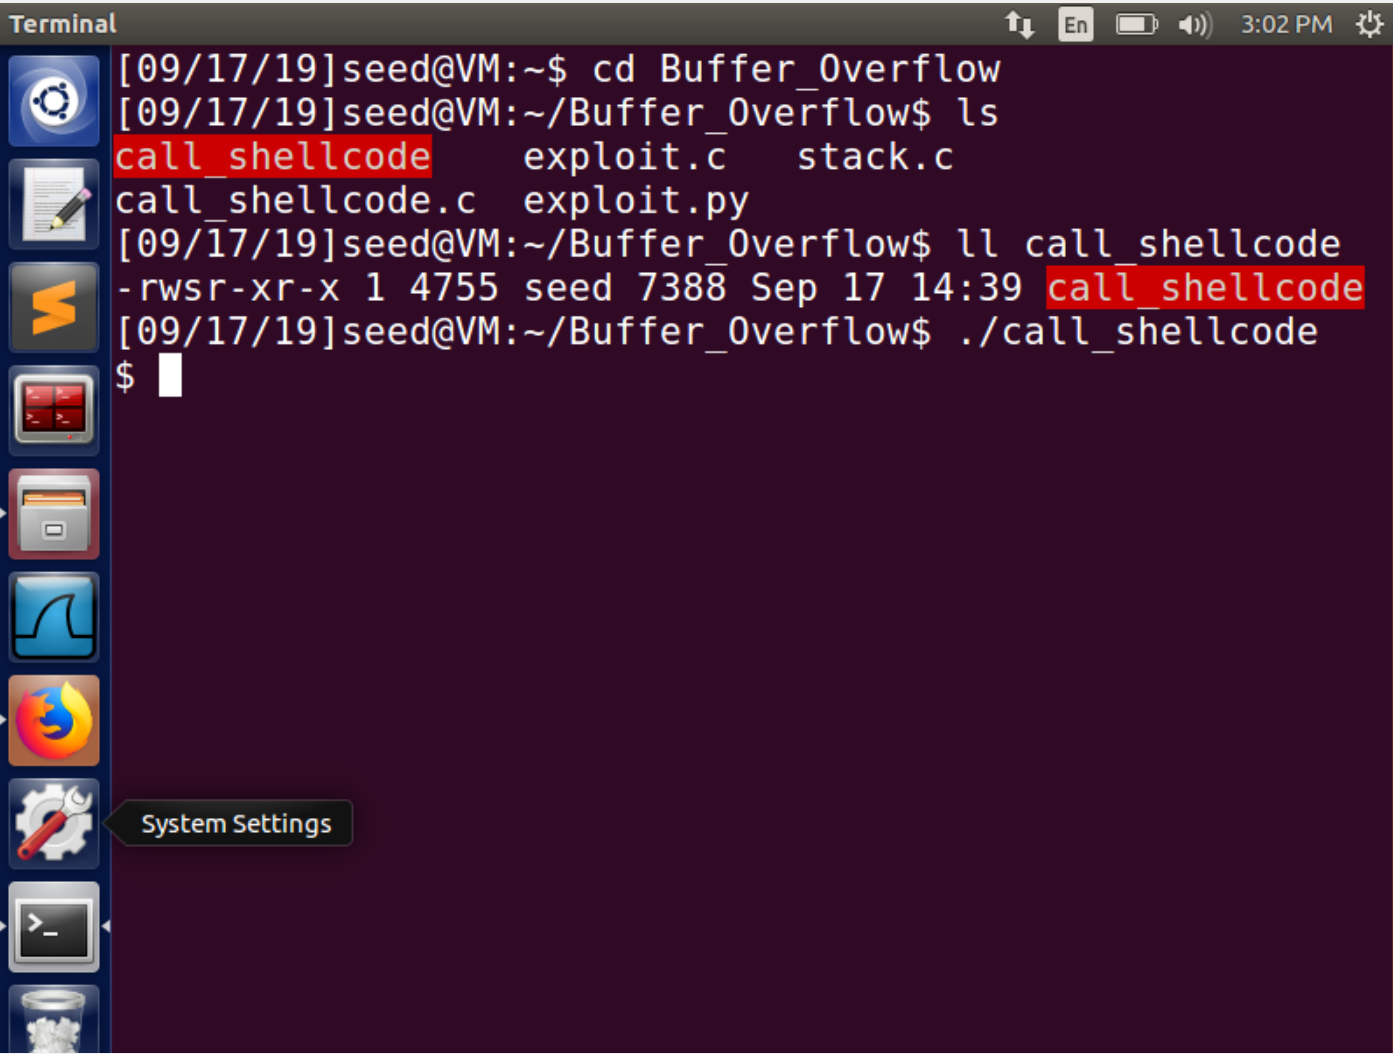 Terminal
En
3:02 PM
[09/17/19]seed@VM:~$ cd Buffer_Overflow
[09/17/19]seed@VM:~/Buffer_Overflow$ ls
call_shellcode    exploit.c   stack.c
call_shellcode.c  exploit.py
[09/17/19]seed@VM:~/Buffer_Overflow$ ll call_shellcode
-rwsr-xr-x 1 4755 seed 7388 Sep 17 14:39 call_shellcode
[09/17/19]seed@VM:~/Buffer_Overflow$ ./call_shellcode
$
System Settings